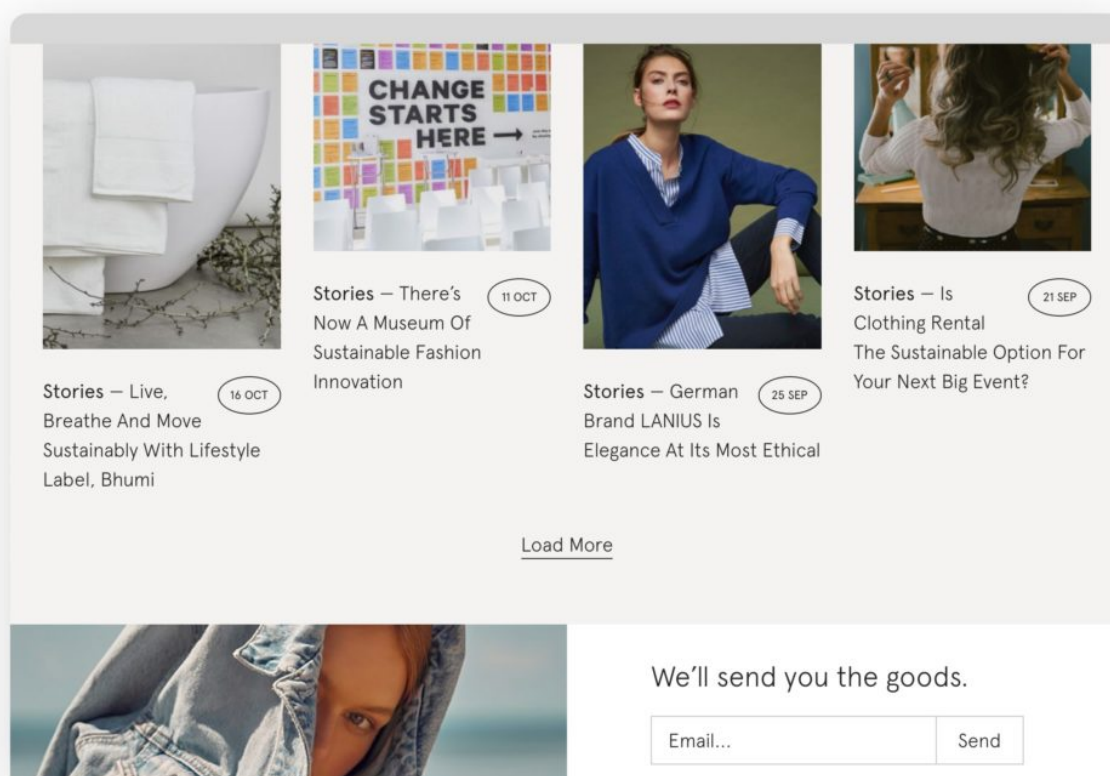 CHANGE
STARTS
HERE →
Stories — Live,
16 OCT
Breathe And Move
Sustainably With Lifestyle
Label, Bhumi
Stories — There’s
11 OCT
Now A Museum Of
Sustainable Fashion
Innovation
Stories — German
25 SEP
Brand LANIUS Is
Elegance At Its Most Ethical
Stories — Is
21 SEP
Clothing Rental
The Sustainable Option For
Your Next Big Event?
Load More
We’ll send you the goods.
Email...
Send